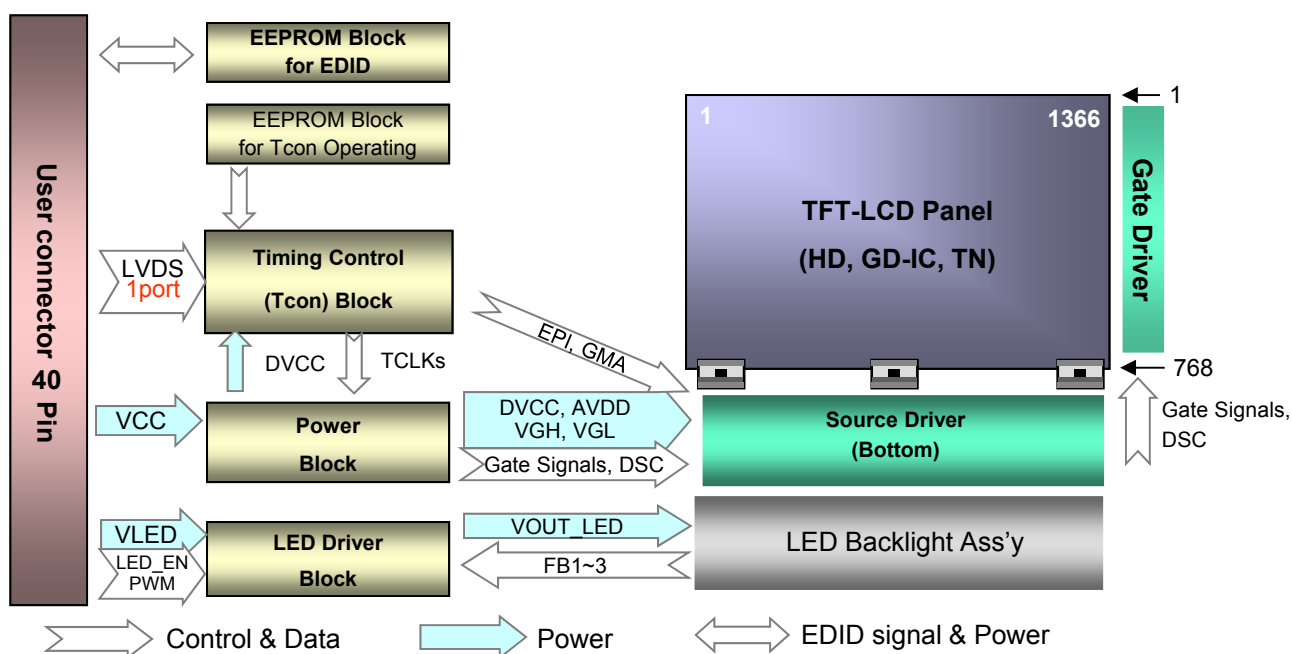 User connector 40 Pin
EEPROM Block
for EDID
EEPROM Block
for Tcon Operating
LVDS
1port
Timing Control
(Tcon) Block
DVCC
TCLKs
VCC
Power
Block
VLED
LED_EN
PWM
LED Driver
Block
EPI, GMA
DVCC, AVDD
VGH, VGL
Gate Signals, DSC
VOUT_LED
FB1~3
1
1366
TFT-LCD Panel
(HD, GD-IC, TN)
1
Gate Driver
768
Gate Signals,
DSC
Source Driver
(Bottom)
LED Backlight Ass'y
Control & Data
Power
EDID signal & Power